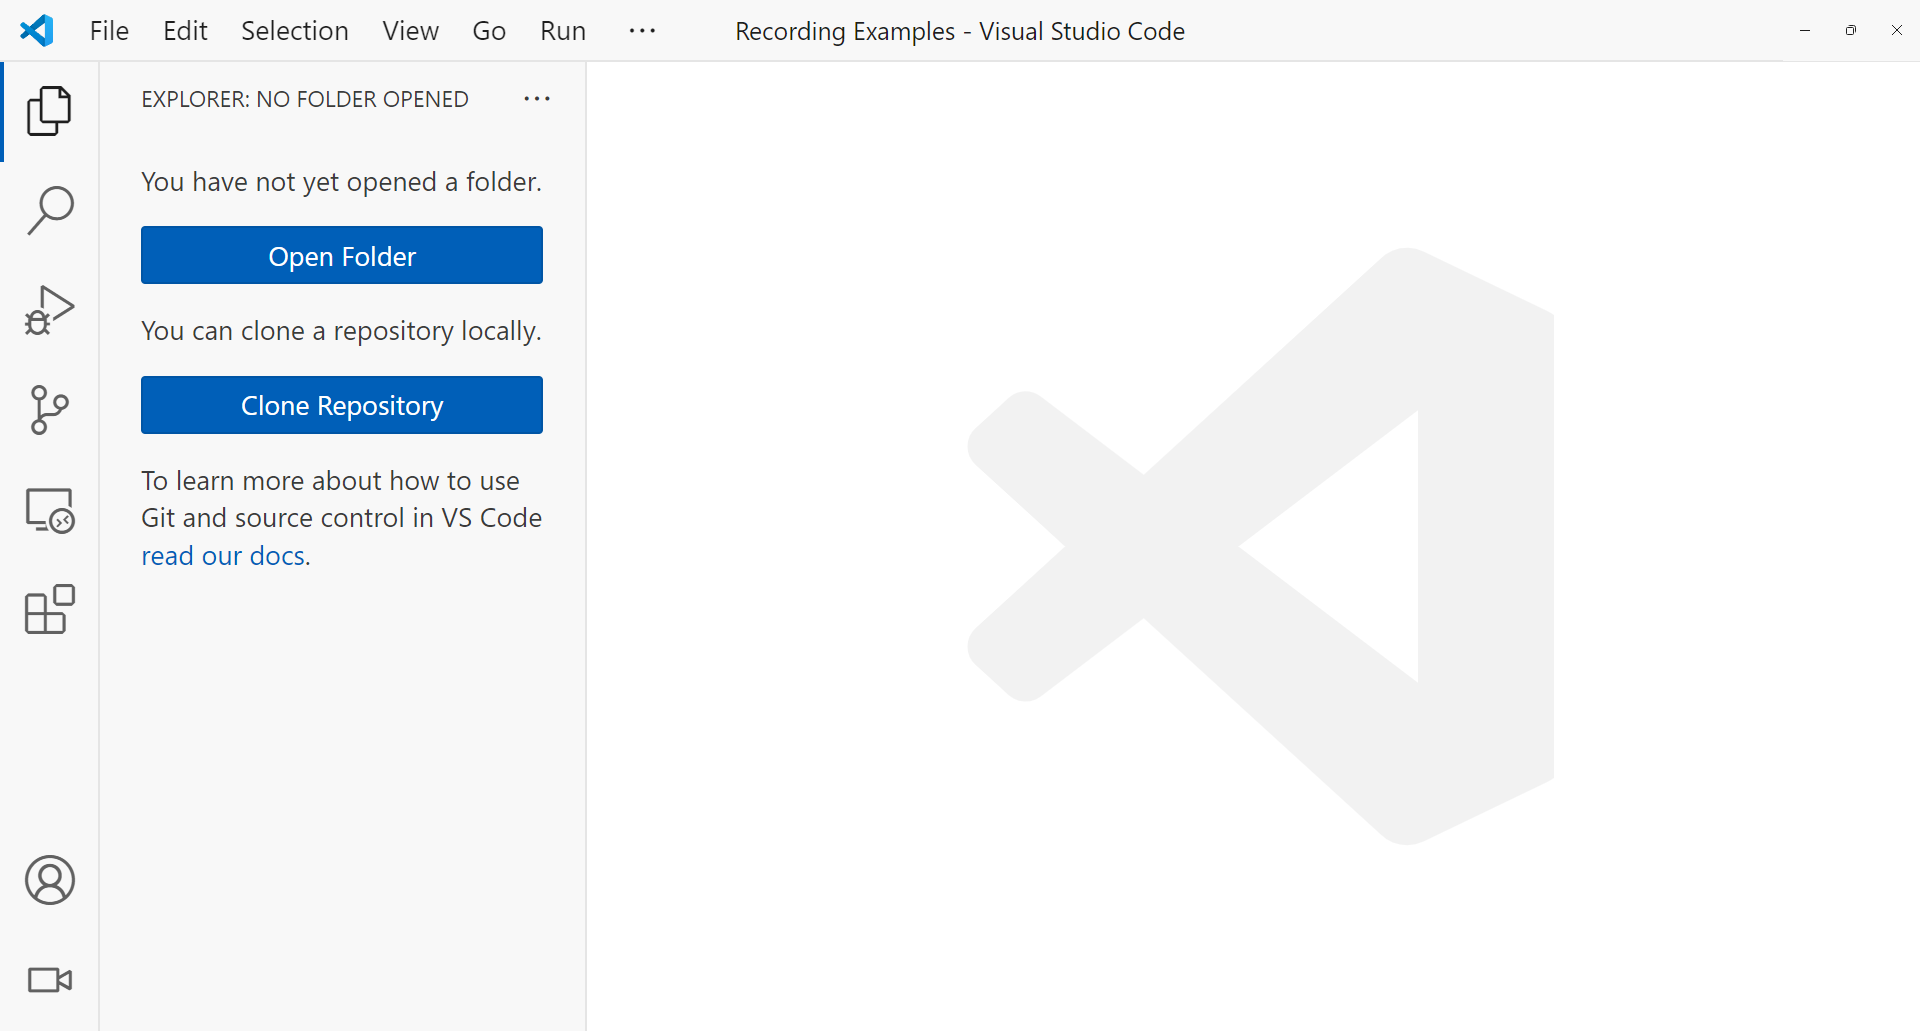 File Edit Selection View Go Run ··· Recording Examples - Visual Studio Code
EXPLORER: NO FOLDER OPENED ···
You have not yet opened a folder.
Open Folder
You can clone a repository locally.
Clone Repository
To learn more about how to use
Git and source control in VS Code
read our docs.